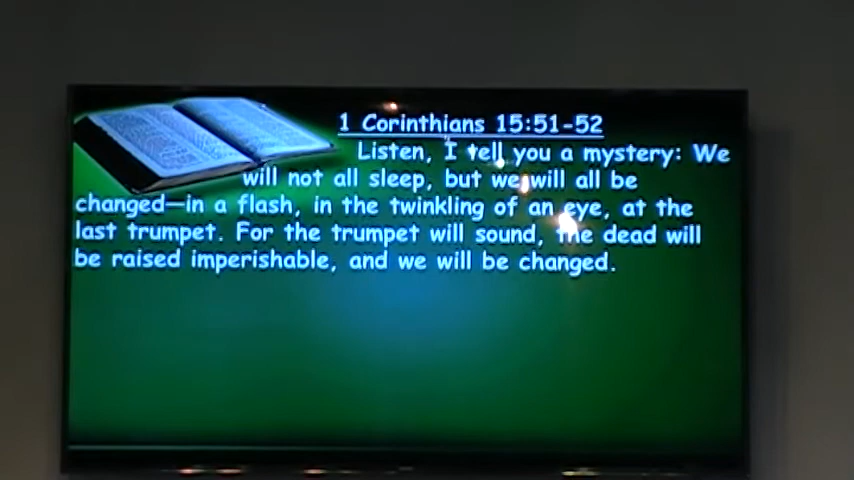 1 Corinthians 15:51-52
Listen, I tell you a mystery: We
will not all sleep, but we will all be
changed—in a flash, in the twinkling of an eye, at the
last trumpet. For the trumpet will sound, the dead will
be raised imperishable, and we will be changed.